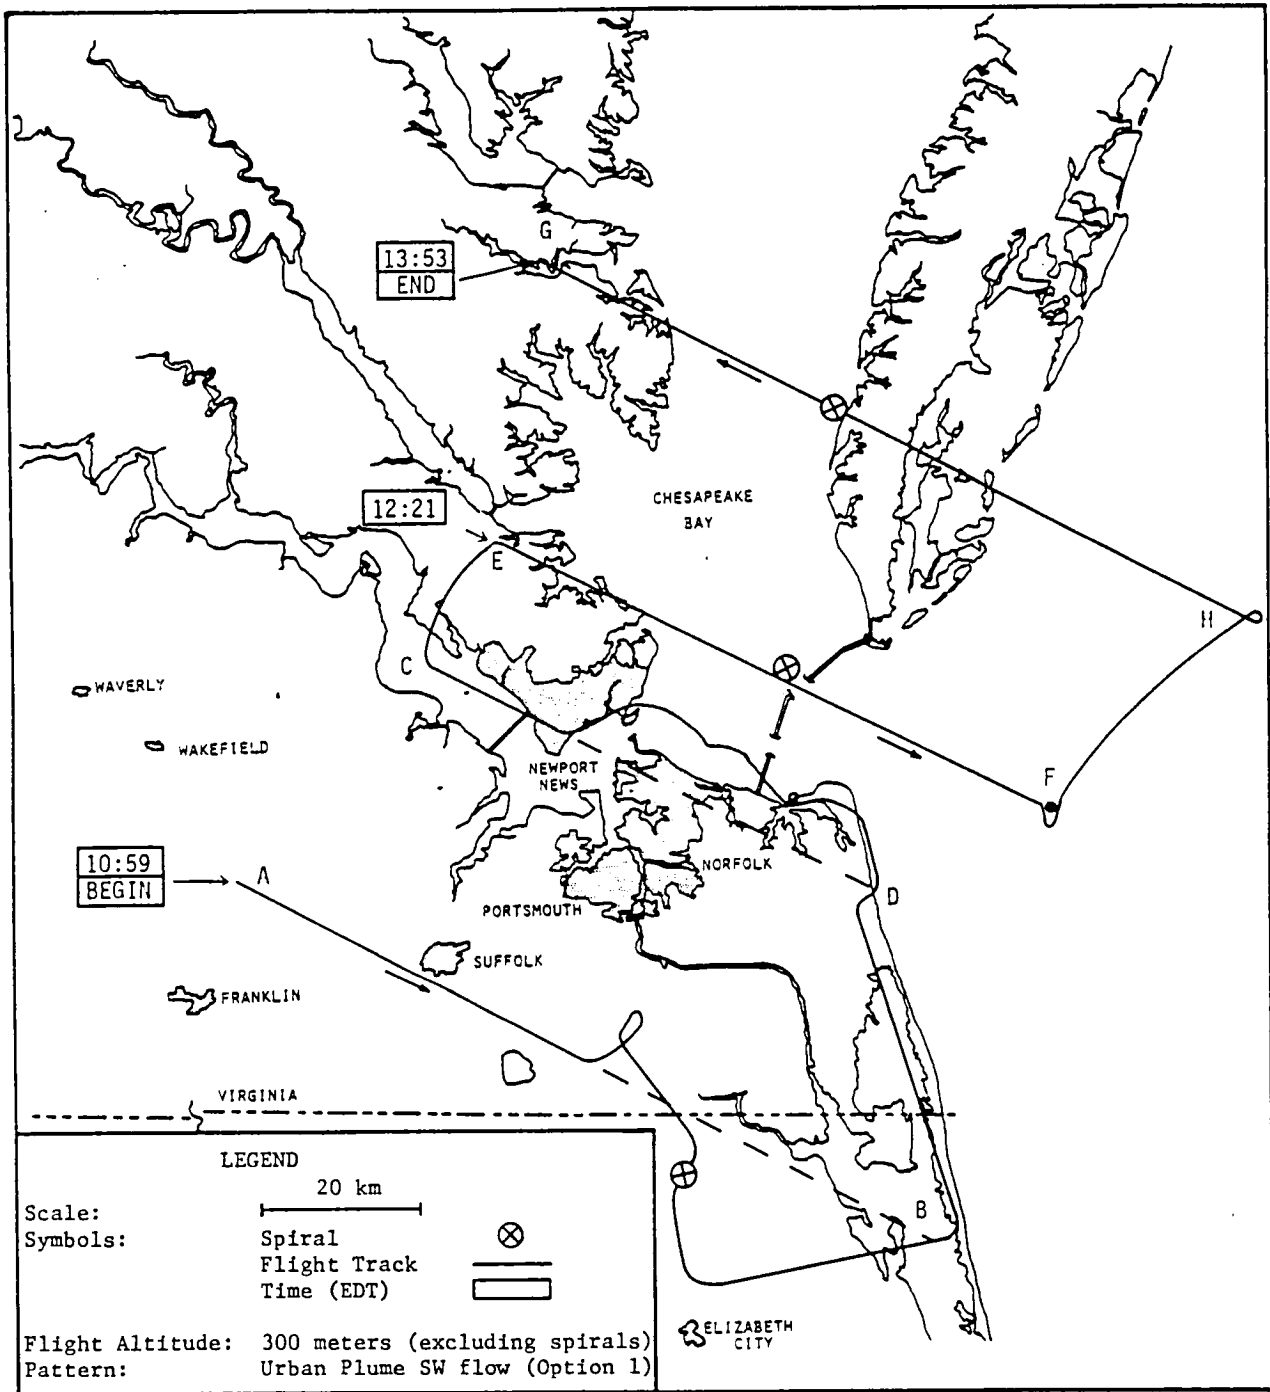 G
13:53
END
CHESAPEAKE
BAY
12:21
E
H
C
WAVERLY
WAKEFIELD
NEWPORT
NEWS
F
10:59
BEGIN
A
NORFOLK
D
PORTSMOUTH
SUFFOLK
FRANKLIN
VIRGINIA
B
LEGEND
20 km
Scale:
Symbols: Spiral
Flight Track
Time (EDT)
Flight Altitude: 300 meters (excluding spirals)
Pattern: Urban Plume SW flow (Option 1)
ELIZABETH
CITY